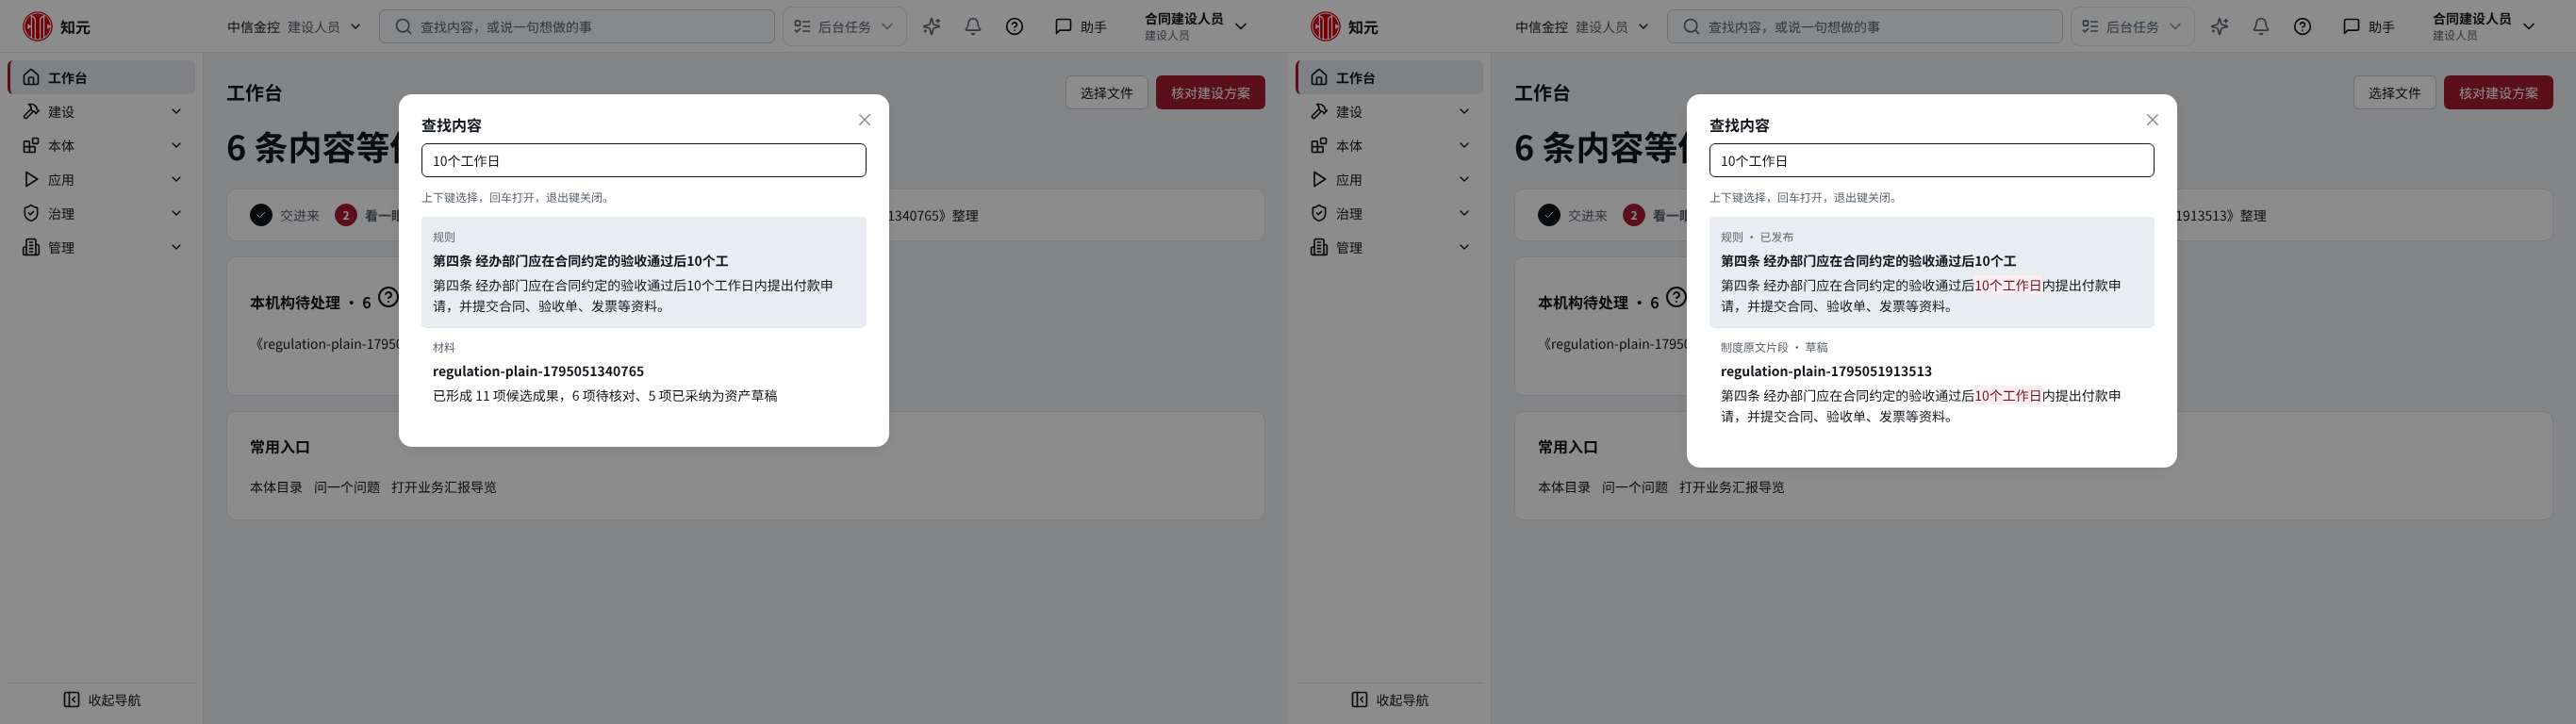 知元
中信金控 建设人员
查找内容，或说一句想做的事
后台任务
助手
合同建设人员
建设人员
工作台
建设
本体
应用
治理
管理
收起导航
工作台
选择文件
核对建设方案
6 条内容等
交进来
2
看一
1340765》整理
本机构待处理 · 6
《regulation-plain-1795
常用入口
本体目录 问一个问题 打开业务汇报导览
查找内容
10个工作日
上下键选择，回车打开，退出键关闭。
规则
第四条 经办部门应在合同约定的验收通过后10个工
第四条 经办部门应在合同约定的验收通过后10个工作日内提出付款申
请，并提交合同、验收单、发票等资料。
材料
regulation-plain-1795051340765
已形成 11 项候选成果，6 项待核对、5 项已采纳为资产草稿
知元
中信金控 建设人员
查找内容，或说一句想做的事
后台任务
助手
合同建设人员
建设人员
工作台
建设
本体
应用
治理
管理
收起导航
工作台
选择文件
核对建设方案
6 条内容等
交进来
2
看一
1913513》整理
本机构待处理 · 6
《regulation-plain-1795
常用入口
本体目录 问一个问题 打开业务汇报导览
查找内容
10个工作日
上下键选择，回车打开，退出键关闭。
规则 · 已发布
第四条 经办部门应在合同约定的验收通过后10个工
第四条 经办部门应在合同约定的验收通过后10个工作日内提出付款申
请，并提交合同、验收单、发票等资料。
制度原文片段 · 草稿
regulation-plain-1795051913513
第四条 经办部门应在合同约定的验收通过后10个工作日内提出付款申
请，并提交合同、验收单、发票等资料。